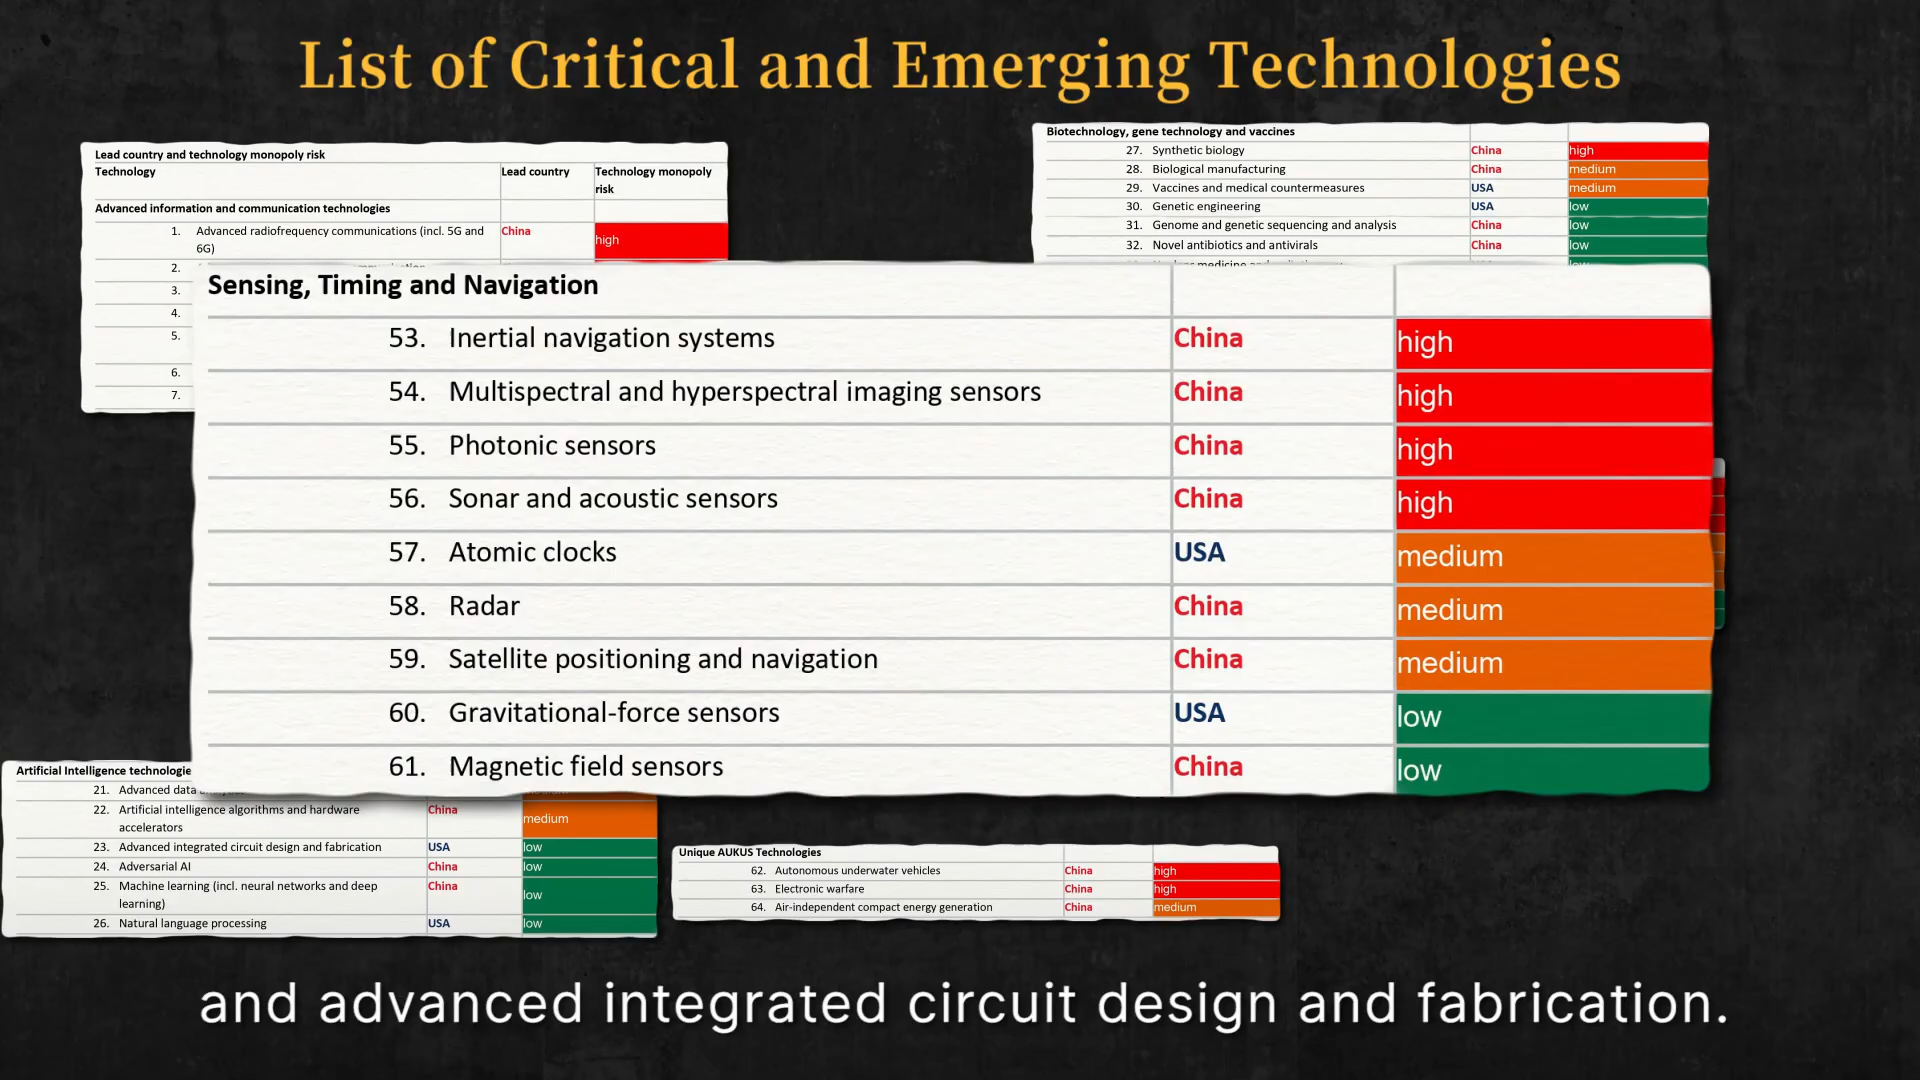 List of Critical and Emerging Technologies
Lead country and technology monopoly risk
Technology Lead country Technology monopoly
risk
Advanced information and communication technologies
1. Advanced radiofrequency communications (incl. 5G and China high
6G)
2.
3.
4.
5.
6.
7.
Biotechnology, gene technology and vaccines
27. Synthetic biology China high
28. Biological manufacturing China medium
29. Vaccines and medical countermeasures USA medium
30. Genetic engineering USA low
31. Genome and genetic sequencing and analysis China low
32. Novel antibiotics and antivirals China low
Sensing, Timing and Navigation
53. Inertial navigation systems China high
54. Multispectral and hyperspectral imaging sensors China high
55. Photonic sensors China high
56. Sonar and acoustic sensors China high
57. Atomic clocks USA medium
58. Radar China medium
59. Satellite positioning and navigation China medium
60. Gravitational-force sensors USA low
61. Magnetic field sensors China low
Artificial Intelligence
21. Advanced data
22. Artificial intelligence algorithms and hardware China medium
accelerators
23. Advanced integrated circuit design and fabrication USA low
24. Adversarial AI China low
25. Machine learning (incl. neural networks and deep China low
learning)
26. Natural language processing USA low
Unique AUKUS Technologies
62. Autonomous underwater vehicles China high
63. Electronic warfare China high
64. Air-independent compact energy generation China medium
and advanced integrated circuit design and fabrication.